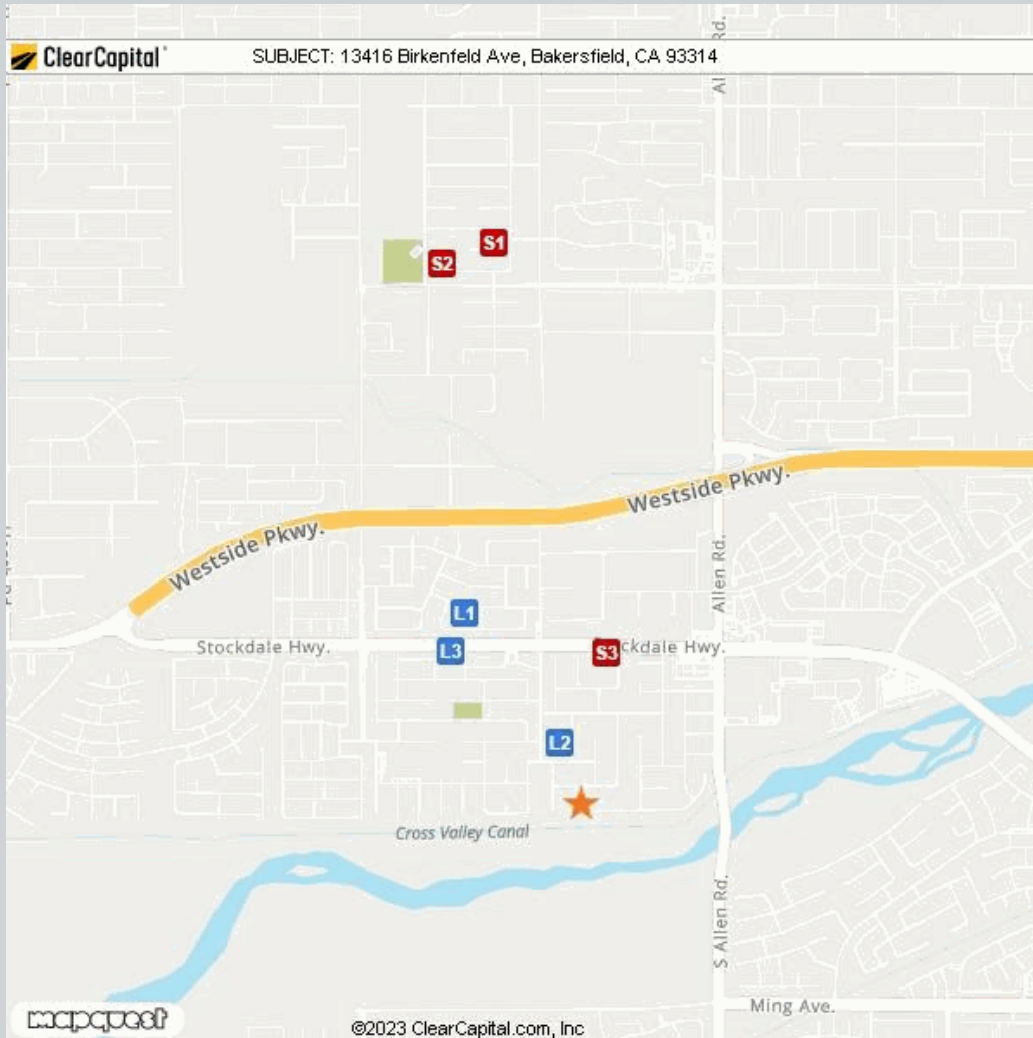 ClearCapital
SUBJECT: 13416 Birkenfeld Ave, Bakersfield, CA 93314
S1
S2
Westside Pkwy.
Westside Pkwy.
Allen Rd.
L1
Stockdale Hwy.
L3
S3
ckdale Hwy.
L2
Cross Valley Canal
S Allen Rd.
Ming Ave.
mapquest
©2023 ClearCapital.com, Inc